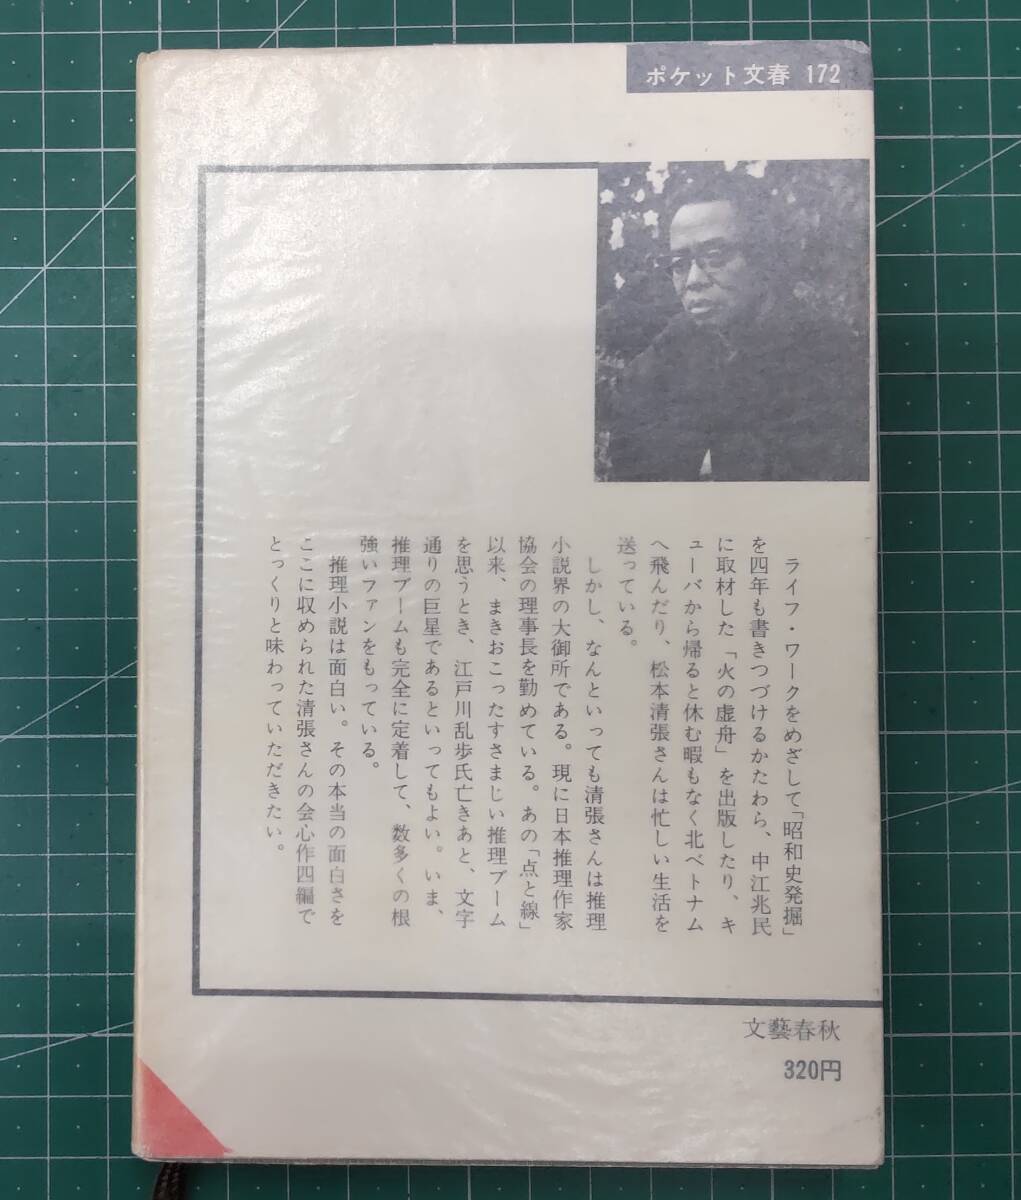 ポケット文春 172
ライフ・ワークをめざして「昭和史発掘」
を四年も書きつづけるかたわら、中江兆民
に取材した「火の虚舟」を出版したり、キ
ューバから帰ると休む暇もなく北ベトナム
へ飛んだり、松本清張さんは忙しい生活を
送っている。
しかし、なんといっても清張さんは推理
小説界の大御所である。現に日本推理作家
協会の理事長を勤めている。あの「点と線」
以来、まきおこったすさまじい推理ブーム
を思うとき、江戸川乱歩氏亡きあと、文字
通りの巨星であるといってもよい。いま、
推理ブームも完全に定着して、数多くの根
強いファンをもっている。
推理小説は面白い。その本当の面白さを
ここに収められた清張さんの会心作四編で
とっくりと味わっていただきたい。
文藝春秋
320円